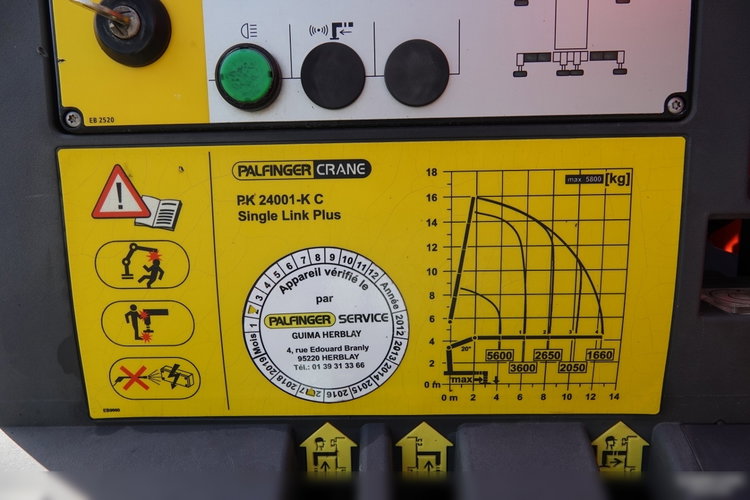 EB 2520
PALFINGER CRANE
PK 24001-K C
Single Link Plus
Appareil vérifié le
par
PALFINGER SERVICE
GUIMA HERBLAY
4, rue Edouard Branly
95220 HERBLAY
Tél.: 01 39 31 33 66
Mois 1 2 3 4 5 6 7 8 9 10 11 12
Année 2012 2013 2014 2015 2016 2017 2018 2019
max 5800 [kg]
18
16
14
12
10
8
6
4
2
0 m
20°
1 2 3 4
5600 2650 1660
3600 2050
max
0 m 2 4 6 8 10 12 14